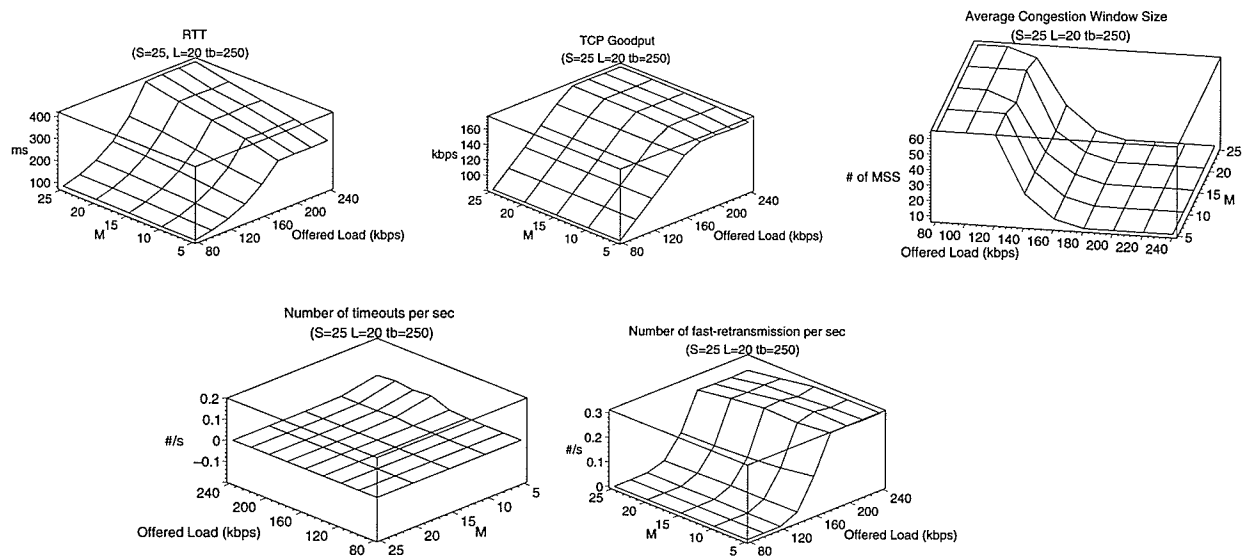 RTT
(S=25, L=20 tb=250)
400
300
ms
200
100
25
20
M
15
10
5
80
120
160
200
240
Offered Load (kbps)
TCP Goodput
(S=25 L=20 tb=250)
160
140
kbps
120
100
25
20
M
15
10
5
80
120
160
200
240
Offered Load (kbps)
Average Congestion Window Size
(S=25 L=20 tb=250)
60
50
40
# of MSS
30
20
10
80 100 120 140 160 180 200 220 240
Offered Load (kbps)
5
10
M
15
20
25
Number of timeouts per sec
(S=25 L=20 tb=250)
0.2
0.1
#/s
0
−0.1
240
200
160
120
80
Offered Load (kbps)
25
20
15
M
10
5
Number of fast-retransmission per sec
(S=25 L=20 tb=250)
0.3
0.2
#/s
0.1
0
25
20
M
15
10
5
80
120
160
200
240
Offered Load (kbps)